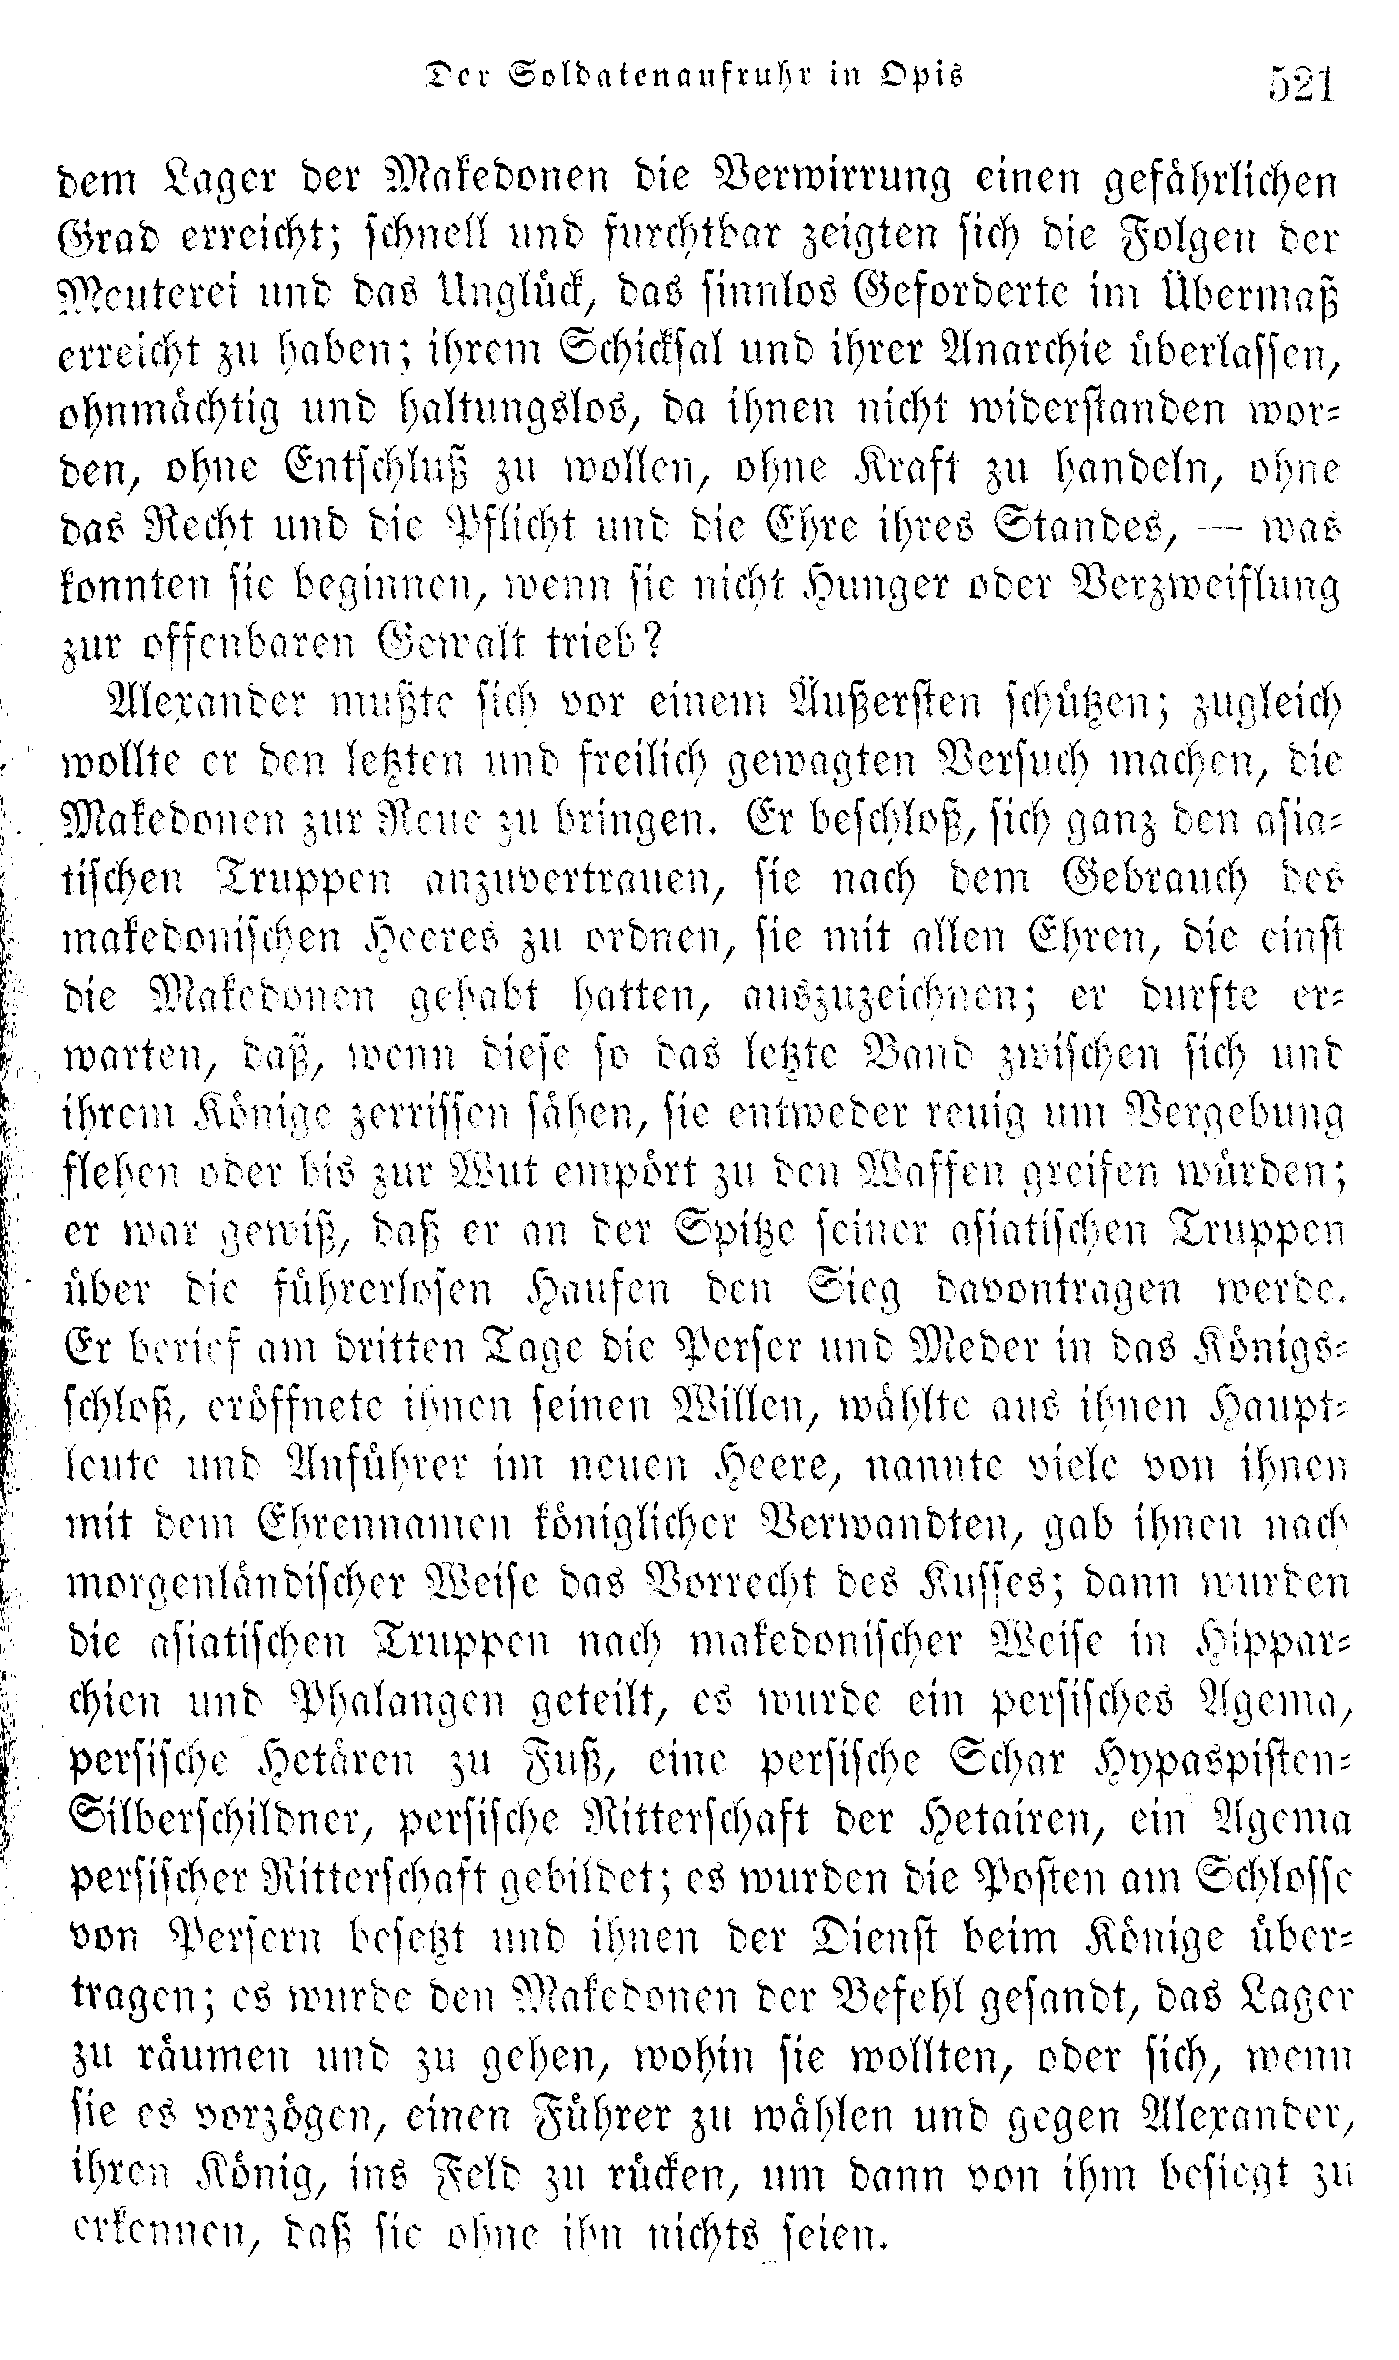 Der Soldatenaufruhr in Opis 521
dem Lager der Makedonen die Verwirrung einen gefährlichen
Grad erreicht; schnell und furchtbar zeigten sich die Folgen der
Meuterei und das Unglück, das sinnlos Geforderte im Übermaß
erreicht zu haben; ihrem Schicksal und ihrer Anarchie überlassen,
ohnmächtig und haltungslos, da ihnen nicht widerstanden wor-
den, ohne Entschluß zu wollen, ohne Kraft zu handeln, ohne
das Recht und die Pflicht und die Ehre ihres Standes, — was
konnten sie beginnen, wenn sie nicht Hunger oder Verzweiflung
zur offenbaren Gewalt trieb?
Alexander mußte sich vor einem Äußersten schützen; zugleich
wollte er den letzten und freilich gewagten Versuch machen, die
Makedonen zur Reue zu bringen. Er beschloß, sich ganz den asia-
tischen Truppen anzuvertrauen, sie nach dem Gebrauch des
makedonischen Heeres zu ordnen, sie mit allen Ehren, die einst
die Makedonen gehabt hatten, auszuzeichnen; er durfte er-
warten, daß, wenn diese so das letzte Band zwischen sich und
ihrem Könige zerrissen sähen, sie entweder reuig um Vergebung
flehen oder bis zur Wut empört zu den Waffen greifen würden;
er war gewiß, daß er an der Spitze seiner asiatischen Truppen
über die führerlosen Haufen den Sieg davontragen werde.
Er berief am dritten Tage die Perser und Meder in das Königs-
schloß, eröffnete ihnen seinen Willen, wählte aus ihnen Haupt-
leute und Anführer im neuen Heere, nannte viele von ihnen
mit dem Ehrennamen königlicher Verwandten, gab ihnen nach
morgenländischer Weise das Vorrecht des Kusses; dann wurden
die asiatischen Truppen nach makedonischer Weise in Hippar-
chien und Phalangen geteilt, es wurde ein persisches Agema,
persische Hetären zu Fuß, eine persische Schar Hypaspisten-
Silberschildner, persische Ritterschaft der Hetairen, ein Agema
persischer Ritterschaft gebildet; es wurden die Posten am Schlosse
von Persern besetzt und ihnen der Dienst beim Könige über-
tragen; es wurde den Makedonen der Befehl gesandt, das Lager
zu räumen und zu gehen, wohin sie wollten, oder sich, wenn
sie es vorzögen, einen Führer zu wählen und gegen Alexander,
ihren König, ins Feld zu rücken, um dann von ihm besiegt zu
erkennen, daß sie ohne ihn nichts seien.